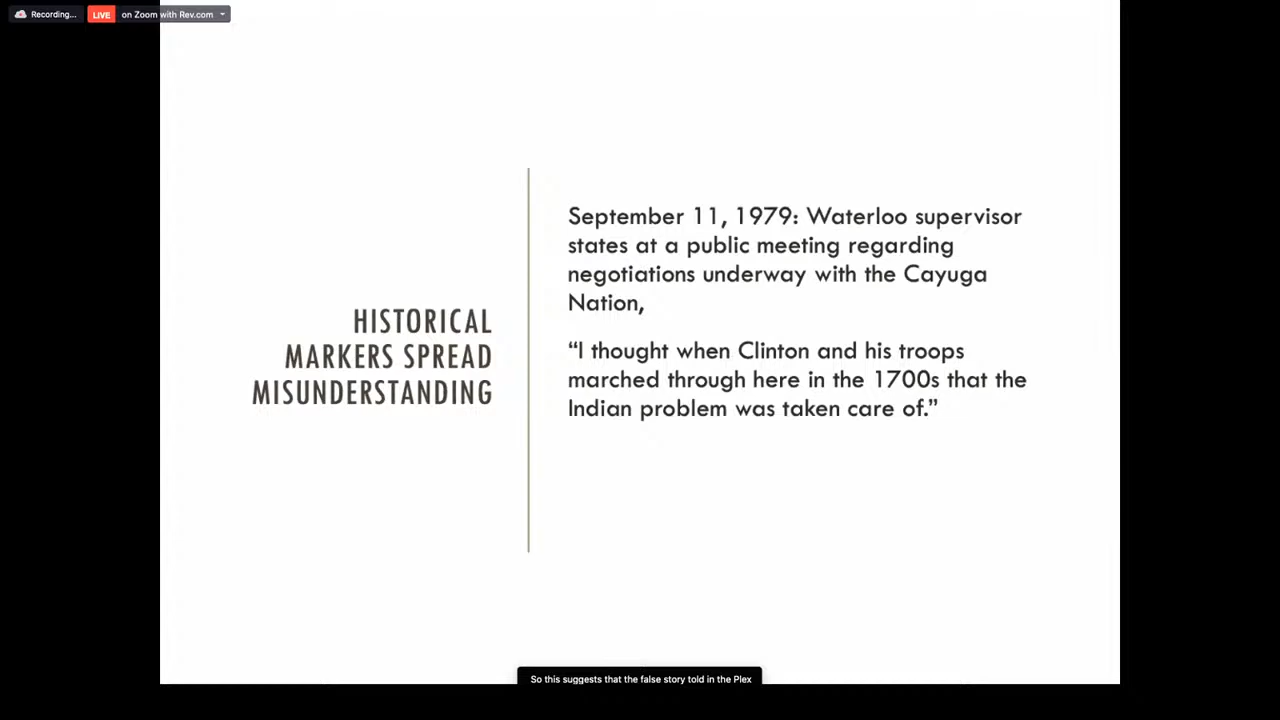 Recording...
LIVE on Zoom with Rev.com
HISTORICAL
MARKERS SPREAD
MISUNDERSTANDING
September 11, 1979: Waterloo supervisor
states at a public meeting regarding
negotiations underway with the Cayuga
Nation,
“I thought when Clinton and his troops
marched through here in the 1700s that the
Indian problem was taken care of.”
So this suggests that the false story told in the Plex